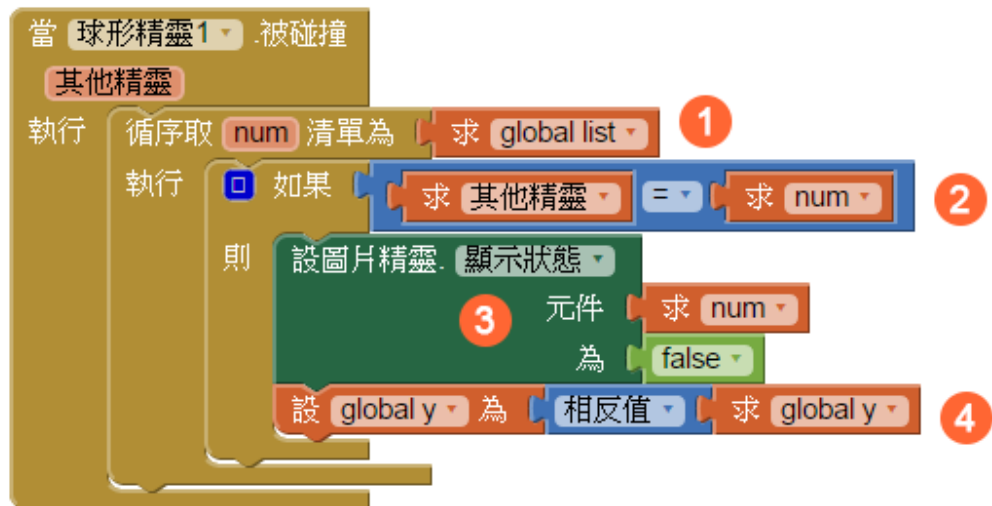 當 球形精靈1 .被碰撞
其他精靈
執行 循序取 num 清單為 求 global list 1
執行 如果 求 其他精靈 = 求 num 2
則 設圖片精靈. 顯示狀態
3 元件 求 num
為 false
設 global y 為 相反值 求 global y 4